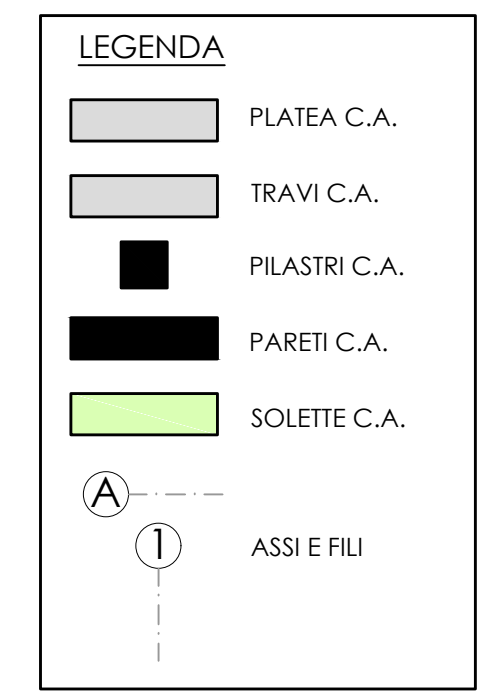 LEGENDA
PLATEA C.A.
TRAVI C.A.
PILASTRI C.A.
PARETI C.A.
SOLETTE C.A.
A
1
ASSI E FILI